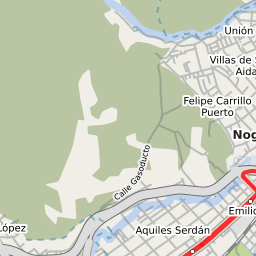 Unión
Villas de S
Aida
Felipe Carrillo
Puerto
Nog
Calle Gasoducto
López
Aquiles Serdán
Emilio